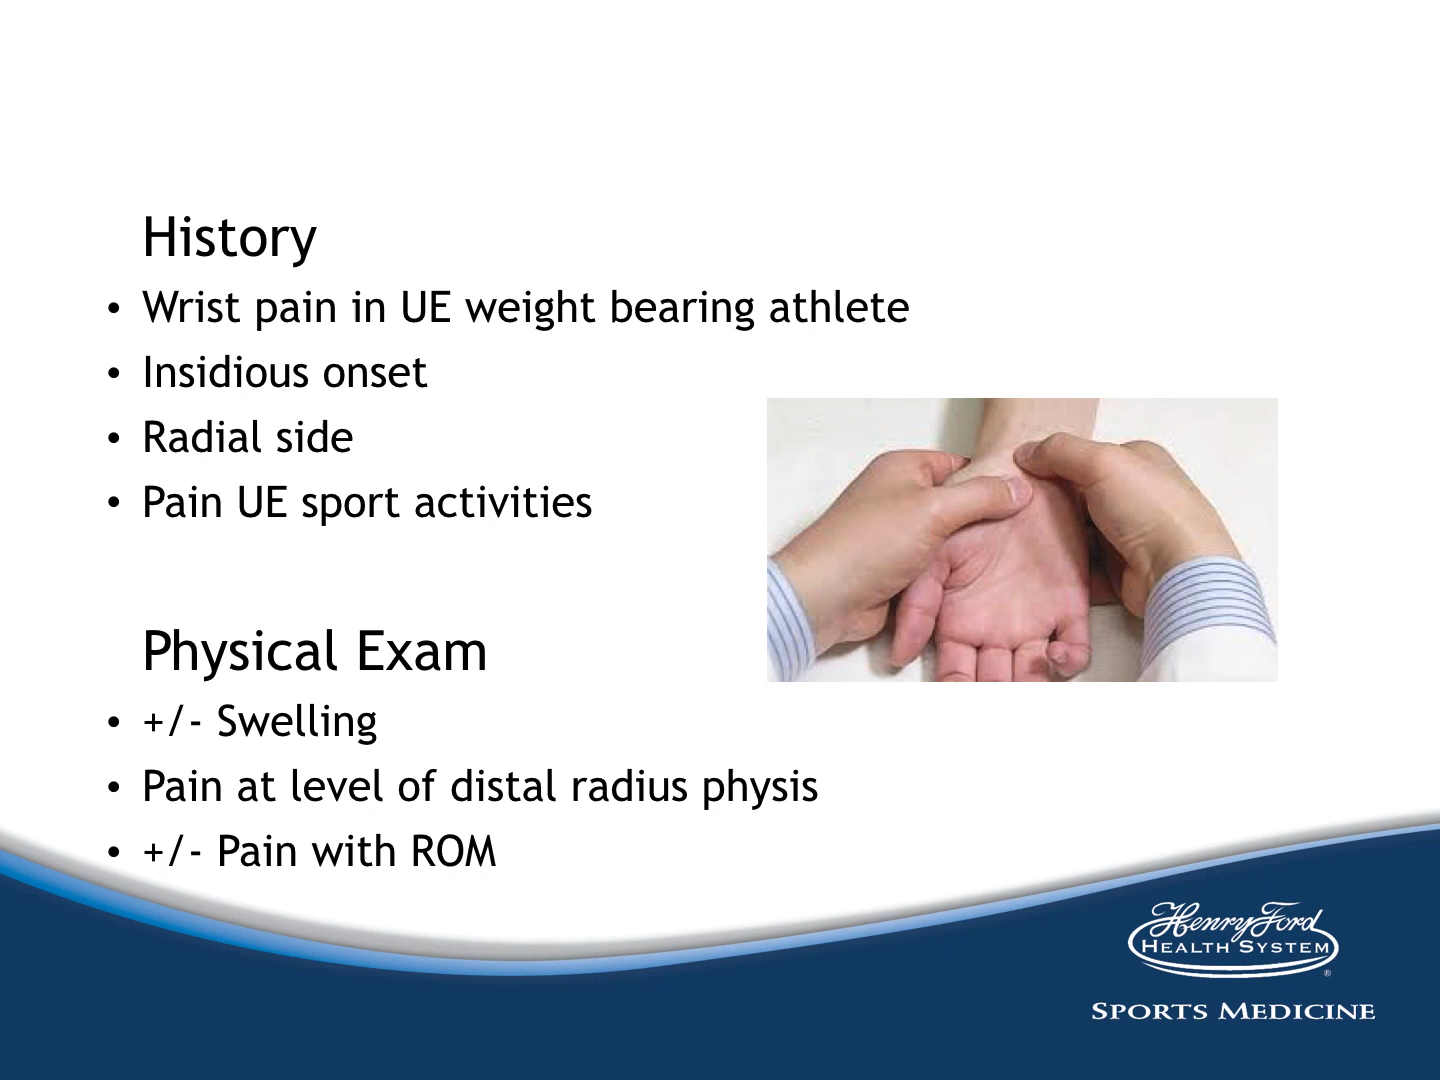 History
• Wrist pain in UE weight bearing athlete
• Insidious onset
• Radial side
• Pain UE sport activities
Physical Exam
• +/- Swelling
• Pain at level of distal radius physis
• +/- Pain with ROM
Henry Ford
HEALTH SYSTEM
®
SPORTS MEDICINE